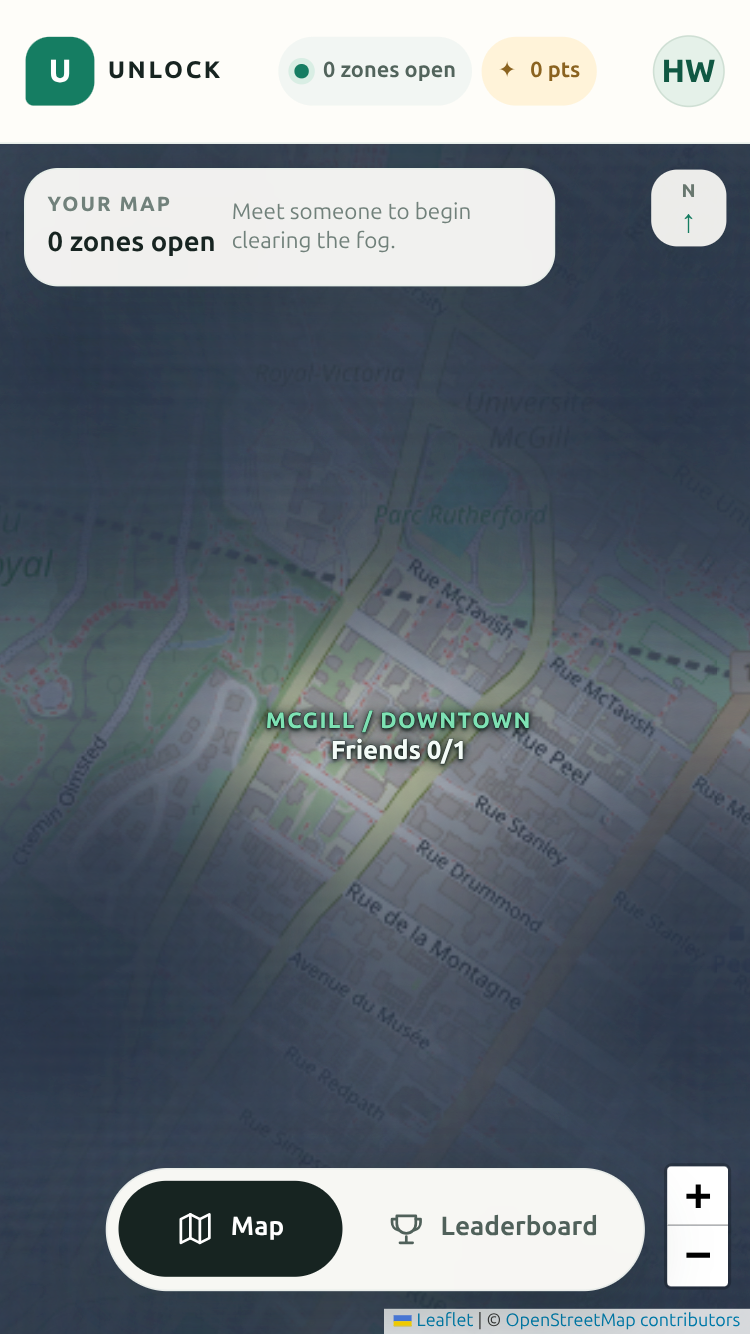 U UNLOCK
0 zones open
✦ 0 pts
HW
YOUR MAP
0 zones open
Meet someone to begin
clearing the fog.
N
↑
Royal-Victoria
Université
McGill
Parc Rutherford
Rue McTavish
Rue McTavish
MCGILL / DOWNTOWN
Friends 0/1
Rue Peel
Chemin Olmsted
Rue Stanley
Rue Drummond
Rue de la Montagne
Rue Stanley
Avenue du Musée
Rue Redpath
Map
Leaderboard
+
−
Leaflet | © OpenStreetMap contributors